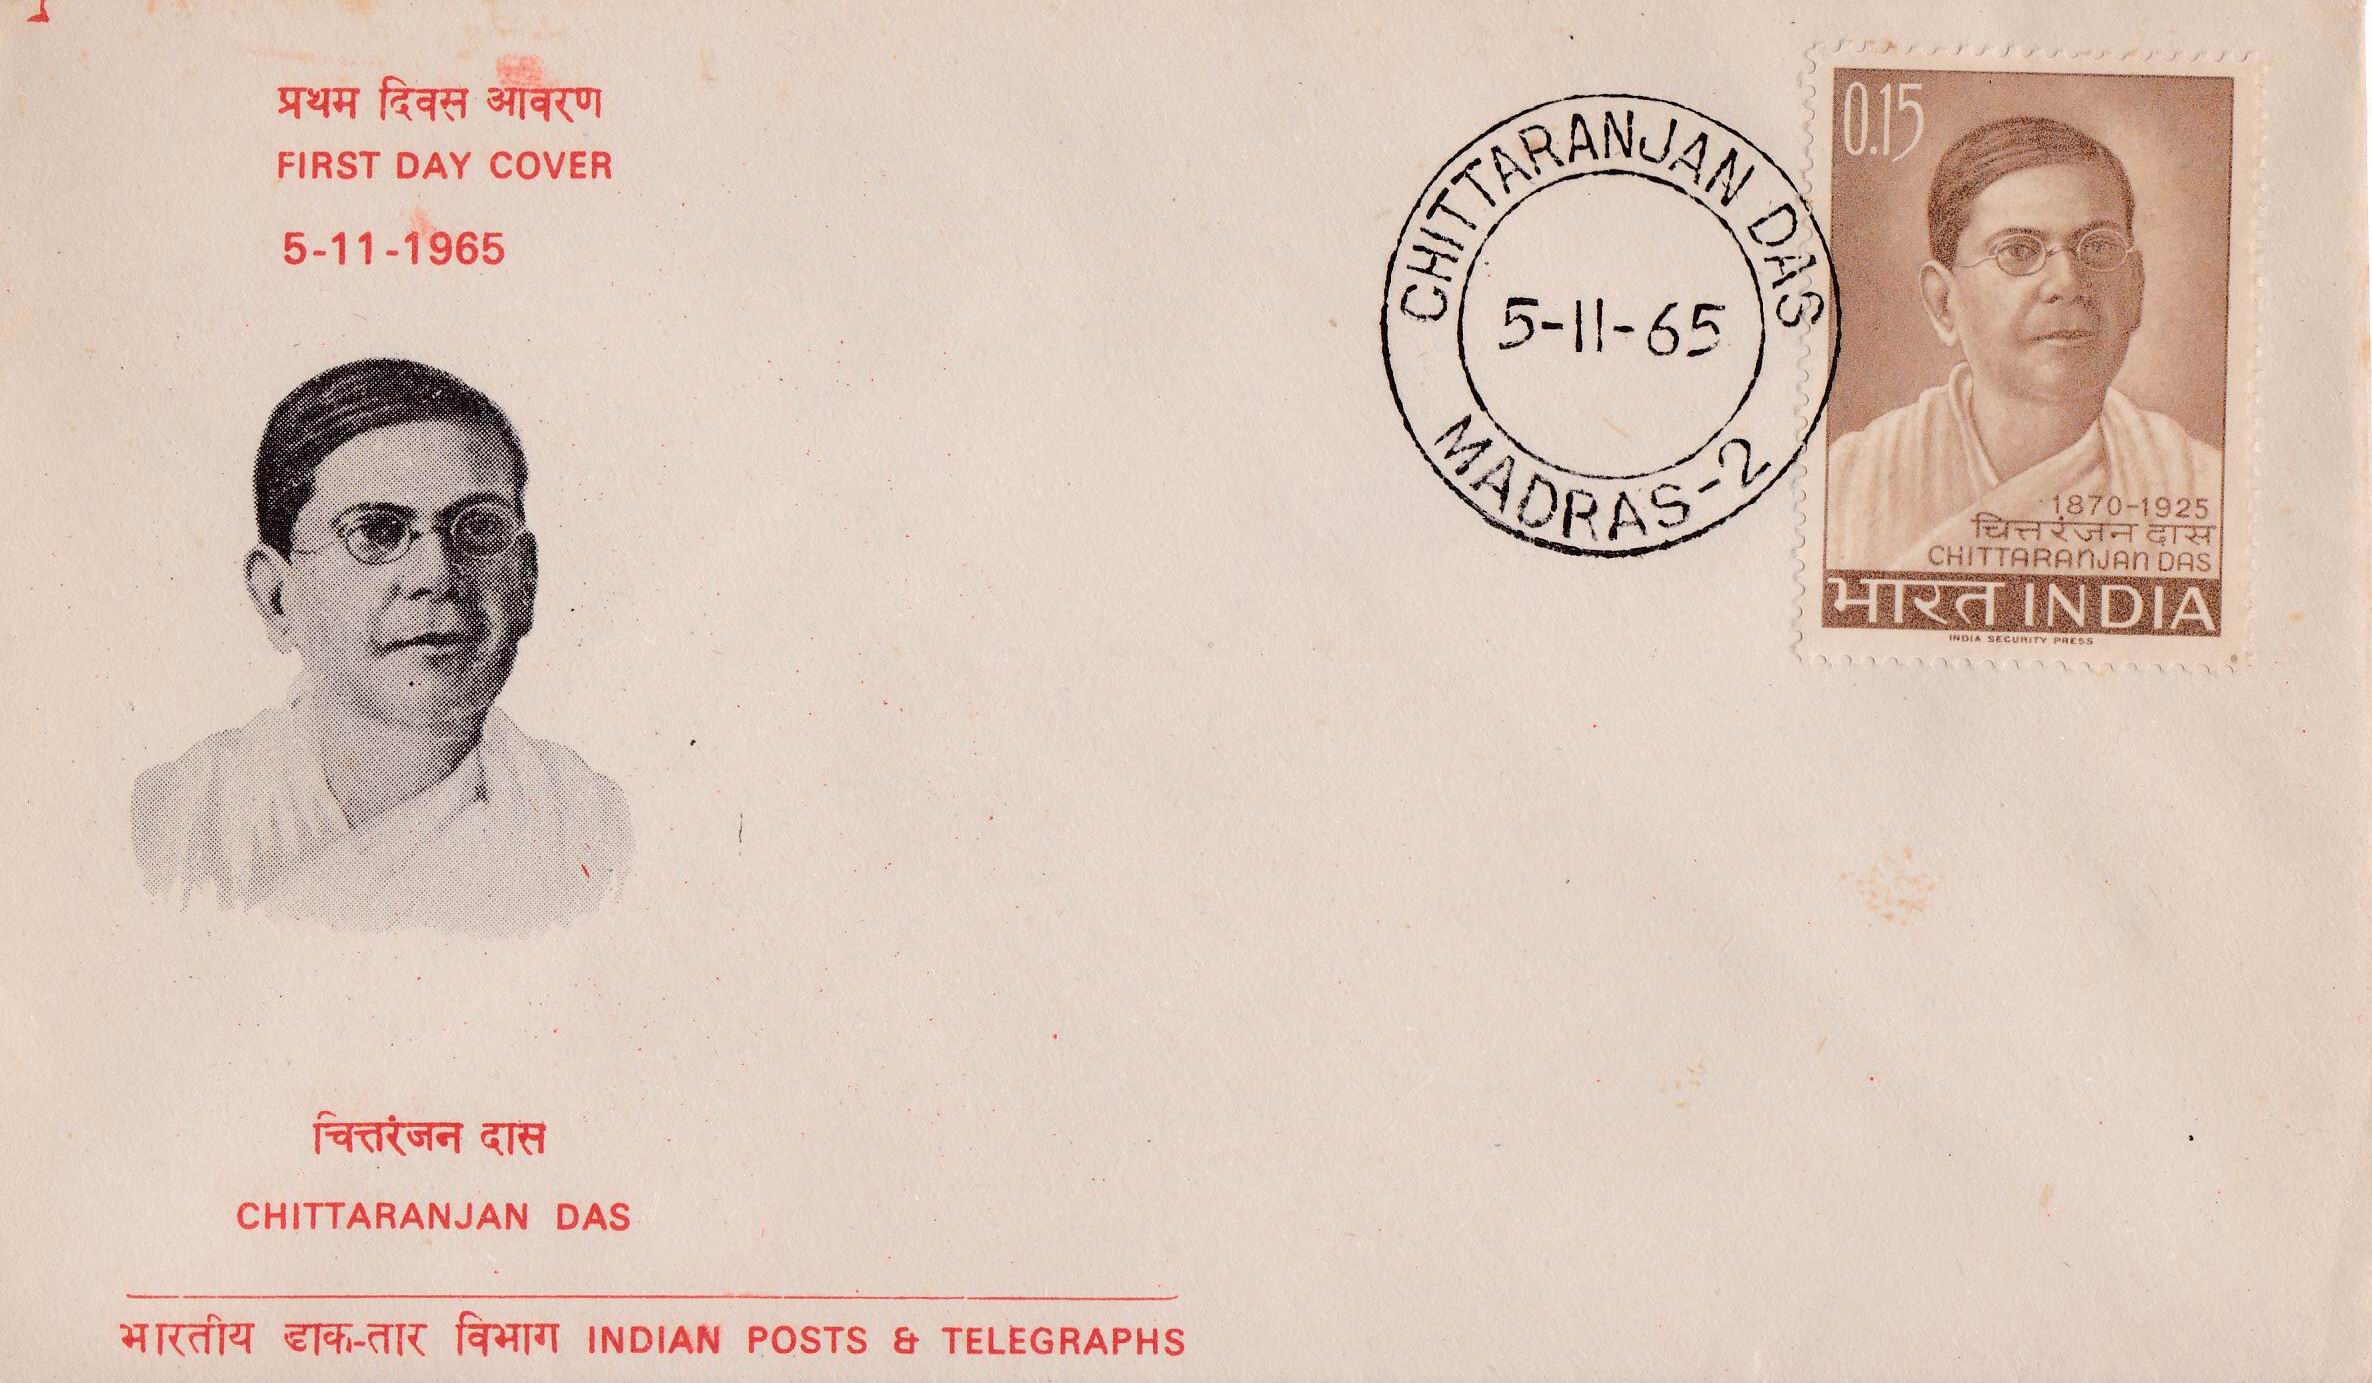 प्रथम दिवस आवरण
FIRST DAY COVER
5-11-1965
CHITTARANJAN DAS
5-11-65
MADRAS-2
0.15
1870-1925
चित्तरंजन दास
CHITTARANJAN DAS
भारत INDIA
INDIA SECURITY PRESS
चित्तरंजन दास
CHITTARANJAN DAS
भारतीय डाक-तार विभाग INDIAN POSTS & TELEGRAPHS